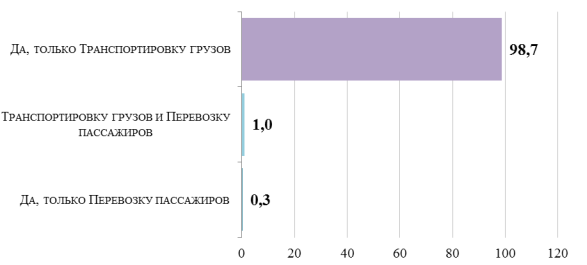 Да, только Транспортировку грузов
98,7
Транспортировку грузов и Перевозку
пассажиров
1,0
Да, только Перевозку пассажиров
0,3
0 20 40 60 80 100 120